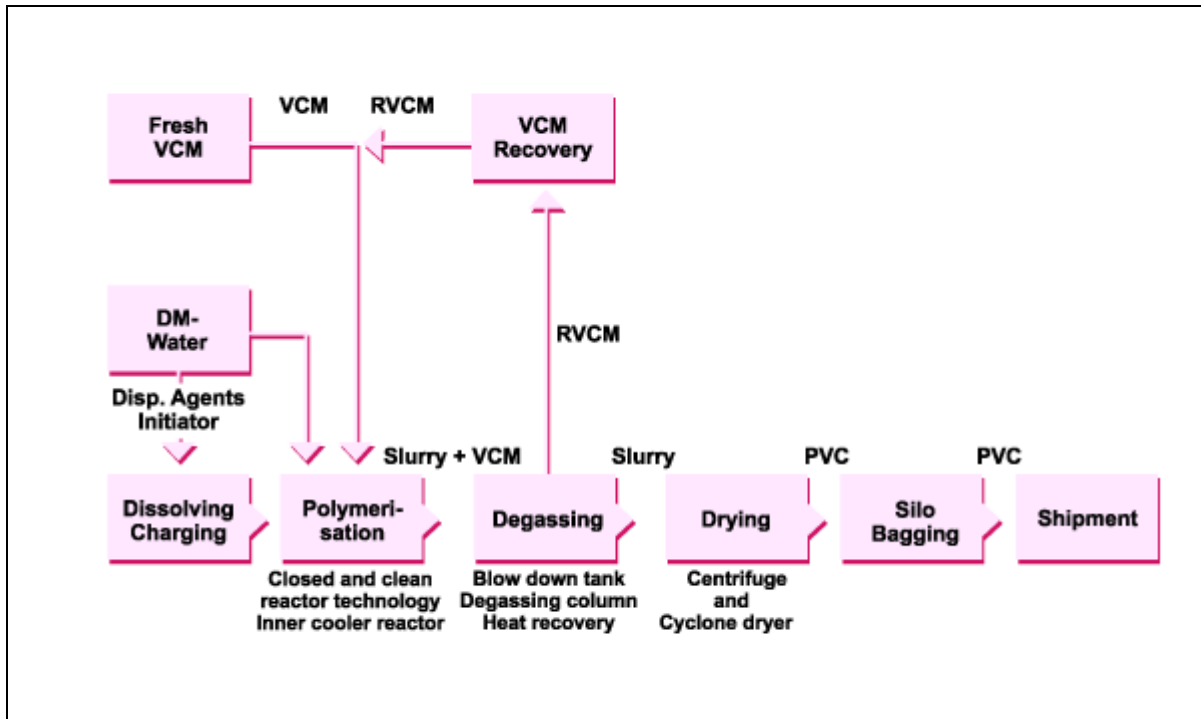 VCM
RVCM
Fresh
VCM
VCM
Recovery
DM-
Water
RVCM
Disp. Agents
Initiator
Slurry + VCM
Slurry
PVC
PVC
Dissolving
Charging
Polymeri-
sation
Degassing
Drying
Silo
Bagging
Shipment
Closed and clean
reactor technology
Inner cooler reactor
Blow down tank
Degassing column
Heat recovery
Centrifuge
and
Cyclone dryer